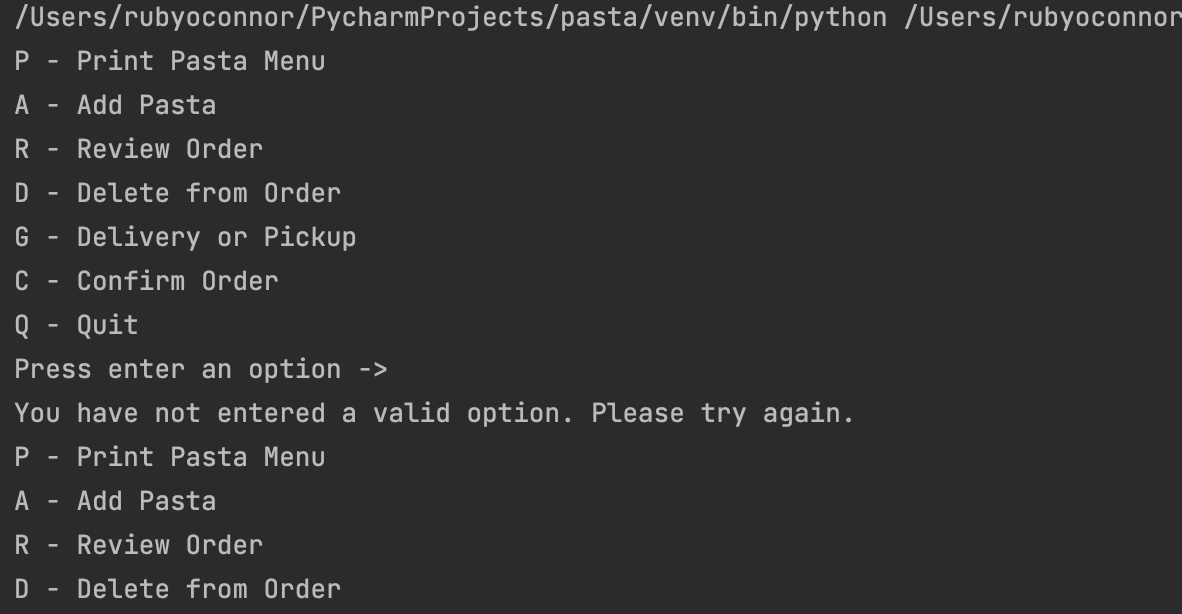 /Users/rubyoconnor/PycharmProjects/pasta/venv/bin/python /Users/rubyoconnor
P - Print Pasta Menu
A - Add Pasta
R - Review Order
D - Delete from Order
G - Delivery or Pickup
C - Confirm Order
Q - Quit
Press enter an option ->
You have not entered a valid option. Please try again.
P - Print Pasta Menu
A - Add Pasta
R - Review Order
D - Delete from Order